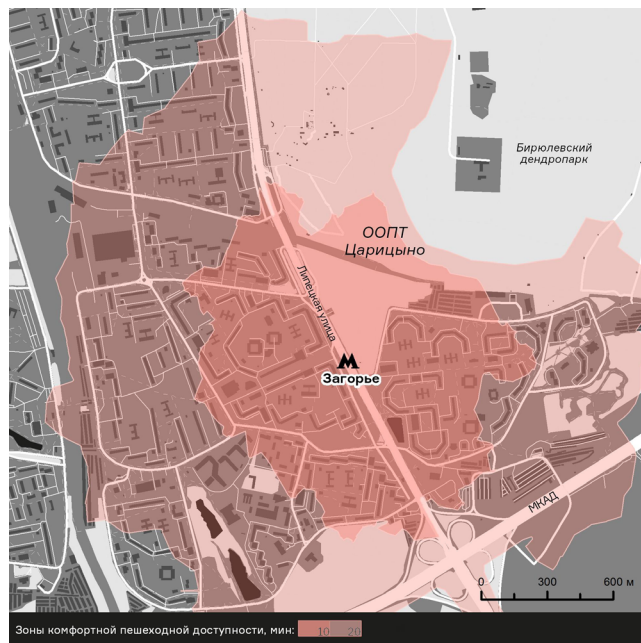 Бирюлевский
дендропарк
ООПТ
Царицыно
Липецкая улица
М
Загорье
МКАД
0 300 600 м
Зоны комфортной пешеходной доступности, мин: 10 20